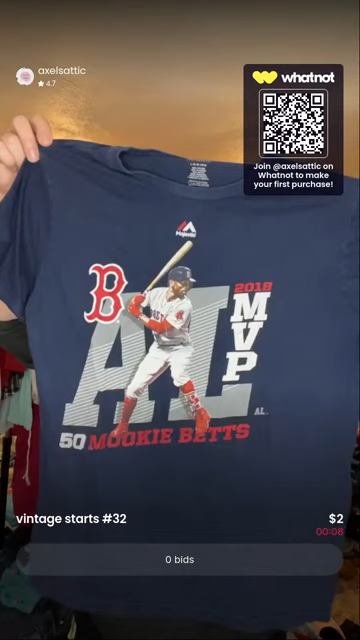 axelsattic
★ 4.7
whatnot
Join @axelsattic on
Whatnot to make
your first purchase!
Majestic
B
2018
MVP
AL
AL.
50 MOOKIE BETTS
vintage starts #32
$2
00:08
0 bids